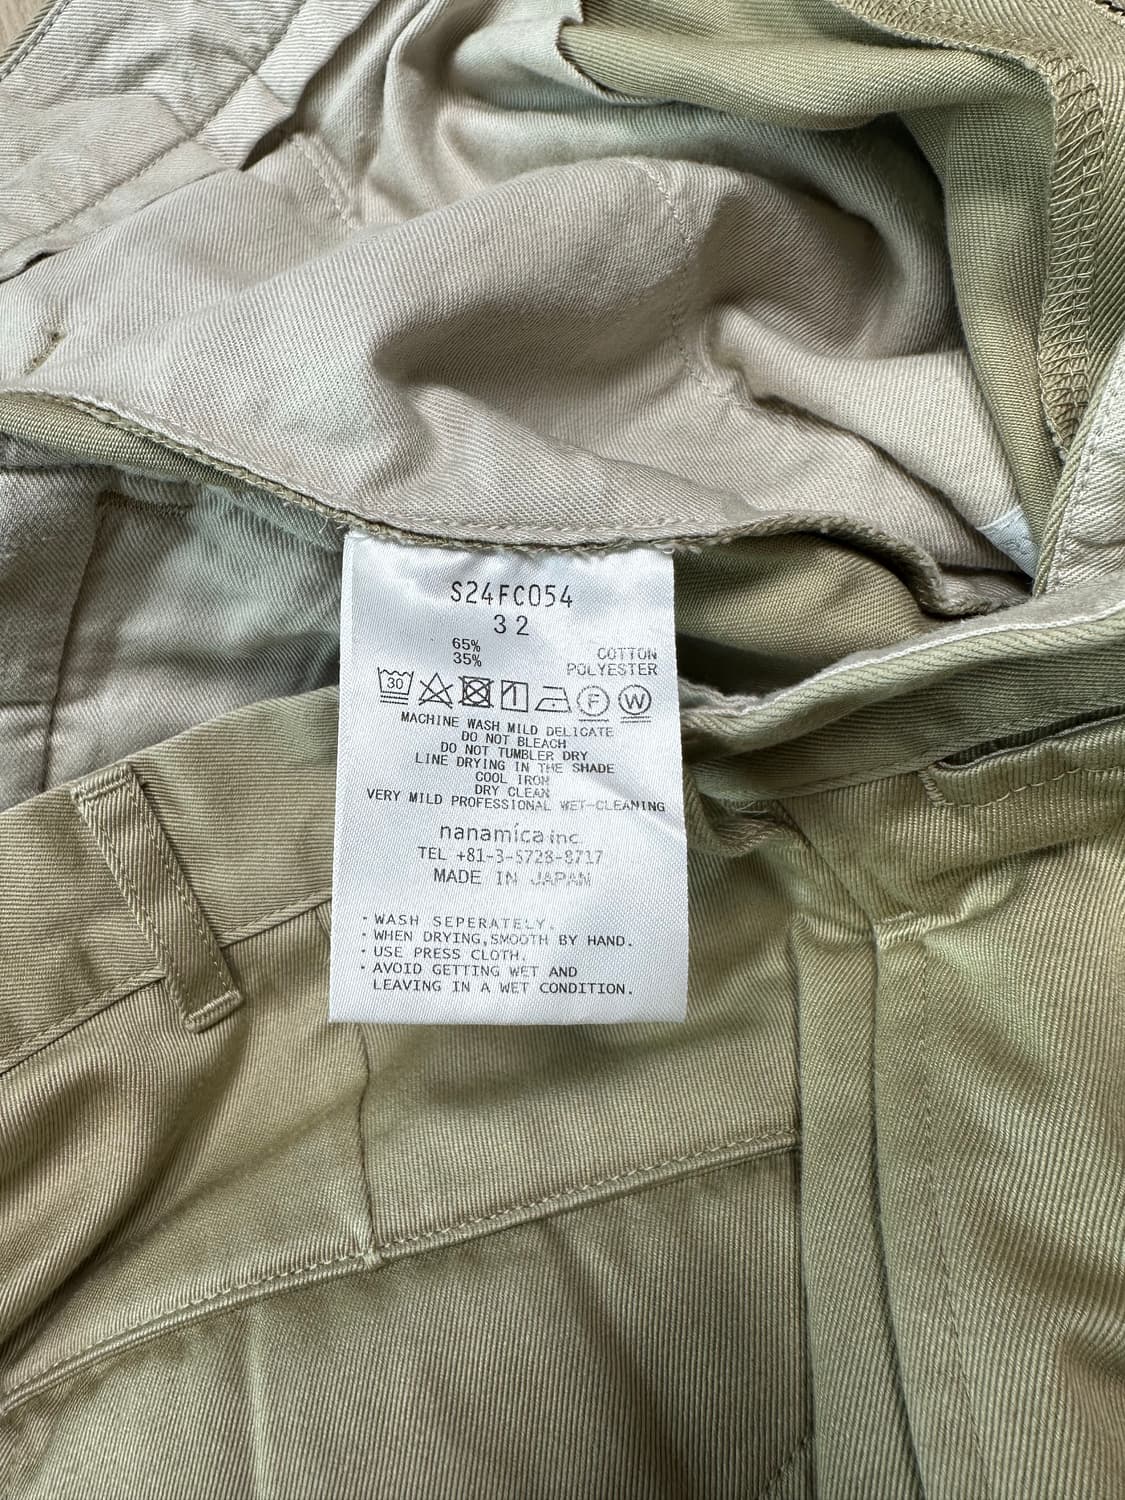 S24FC054
32
65% COTTON
35% POLYESTER
30 F W
MACHINE WASH MILD DELICATE
DO NOT BLEACH
DO NOT TUMBLER DRY
LINE DRYING IN THE SHADE
COOL IRON
DRY CLEAN
VERY MILD PROFESSIONAL WET-CLEANING
nanamica inc
TEL +81-3-5728-8717
MADE IN JAPAN
・WASH SEPERATELY.
・WHEN DRYING,SMOOTH BY HAND.
・USE PRESS CLOTH.
・AVOID GETTING WET AND
LEAVING IN A WET CONDITION.